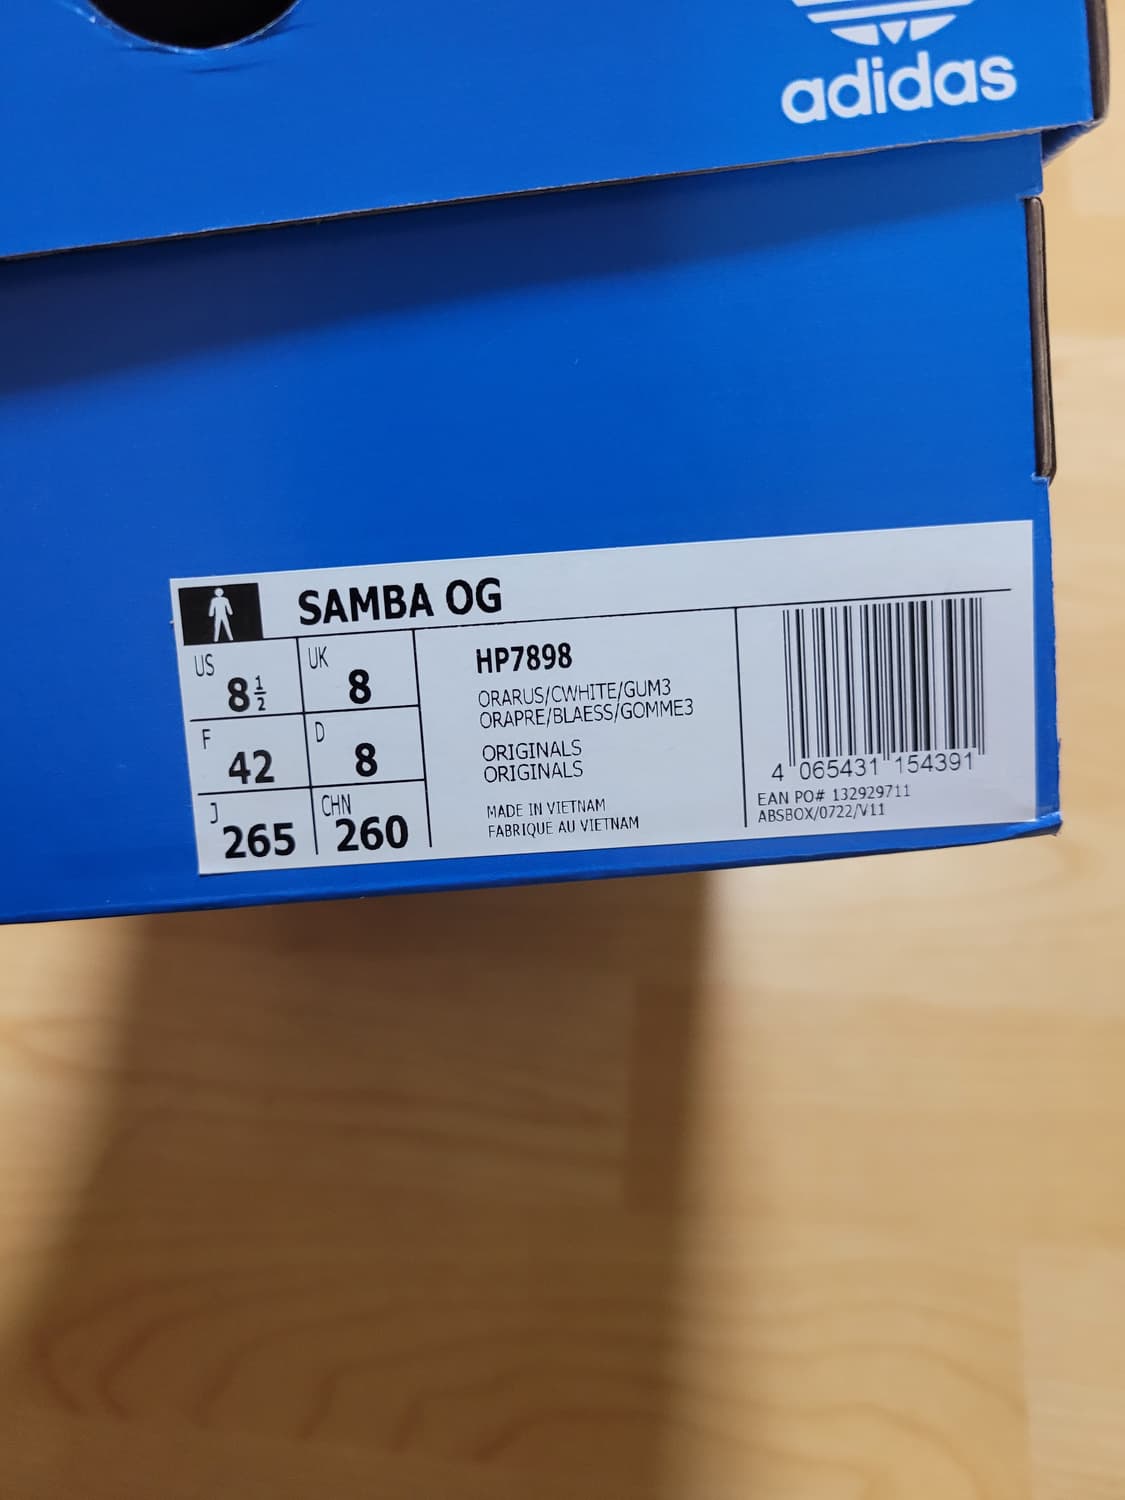 adidas
SAMBA OG
US 8½ UK 8
F 42 D 8
J 265 CHN 260
HP7898
ORARUS/CWHITE/GUM3
ORAPRE/BLAESS/GOMME3
ORIGINALS
ORIGINALS
MADE IN VIETNAM
FABRIQUE AU VIETNAM
4 065431 154391
EAN PO# 132929711
ABSBOX/0722/V11